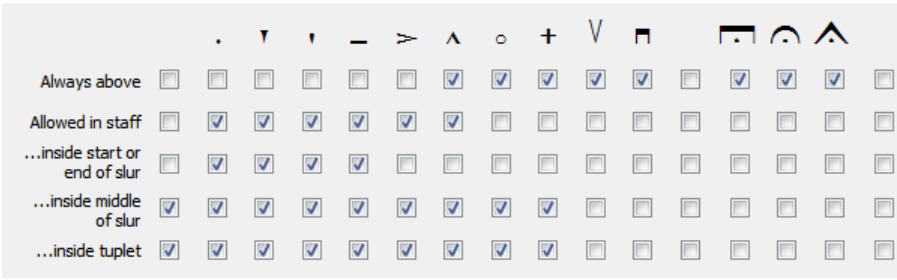 Always above
Allowed in staff
...inside start or
end of slur
...inside middle
of slur
...inside tuplet